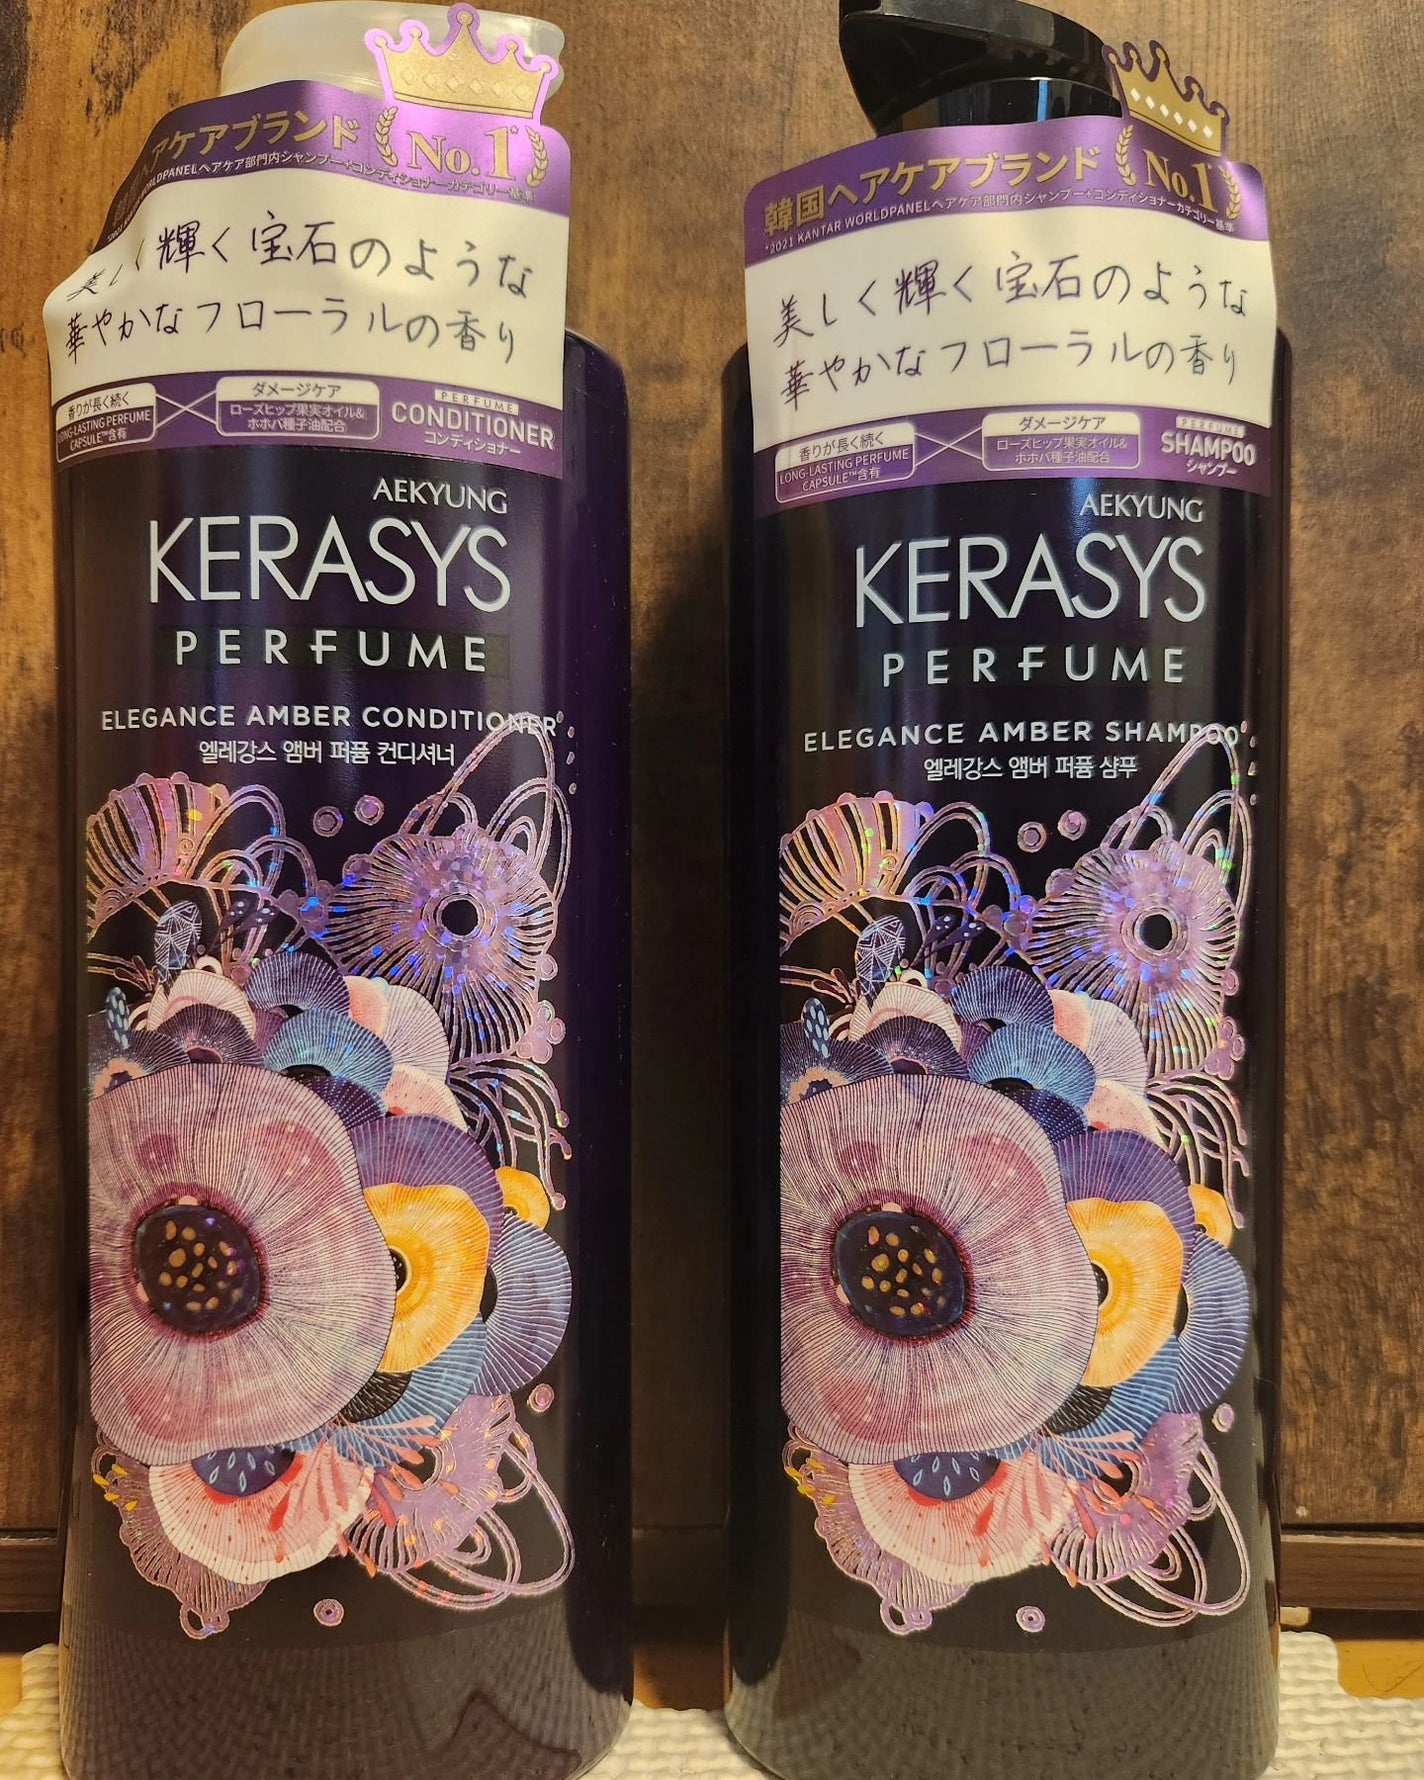 ヘアケアブランド
No.1*
WORLDPANELヘアケア部門内シャンプー+コンディショナーカテゴリー基準
美しく輝く宝石のような
華やかなフローラルの香り
香りが長く続く
LONG-LASTING PERFUME
CAPSULE™含有
ダメージケア
ローズヒップ果実オイル&
ホホバ種子油配合
PERFUME
CONDITIONER
コンディショナー
AEKYUNG
KERASYS
PERFUME
ELEGANCE AMBER CONDITIONER
엘레강스 앰버 퍼퓸 컨디셔너
韓国ヘアケアブランド
No.1*
*2021 KANTAR WORLDPANELヘアケア部門内シャンプー+コンディショナーカテゴリー基準
美しく輝く宝石のような
華やかなフローラルの香り
香りが長く続く
LONG-LASTING PERFUME
CAPSULE™含有
ダメージケア
ローズヒップ果実オイル&
ホホバ種子油配合
PERFUME
SHAMPOO
シャンプー
AEKYUNG
KERASYS
PERFUME
ELEGANCE AMBER SHAMPOO
엘레강스 앰버 퍼퓸 샴푸